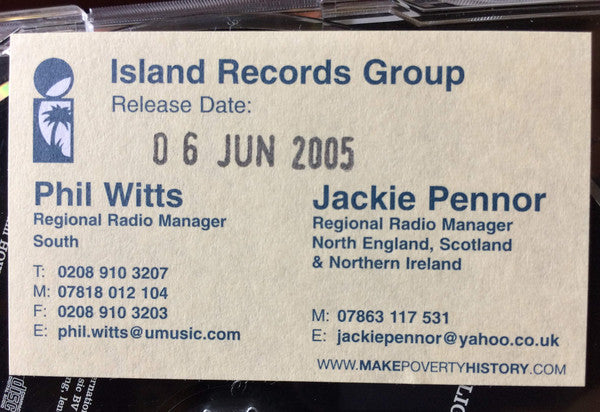 Island Records Group
Release Date:
06 JUN 2005
Phil Witts
Regional Radio Manager
South
T: 0208 910 3207
M: 07818 012 104
F: 0208 910 3203
E: phil.witts@umusic.com
Jackie Pennor
Regional Radio Manager
North England, Scotland
& Northern Ireland
M: 07863 117 531
E: jackiepennor@yahoo.co.uk
WWW.MAKEPOVERTYHISTORY.COM